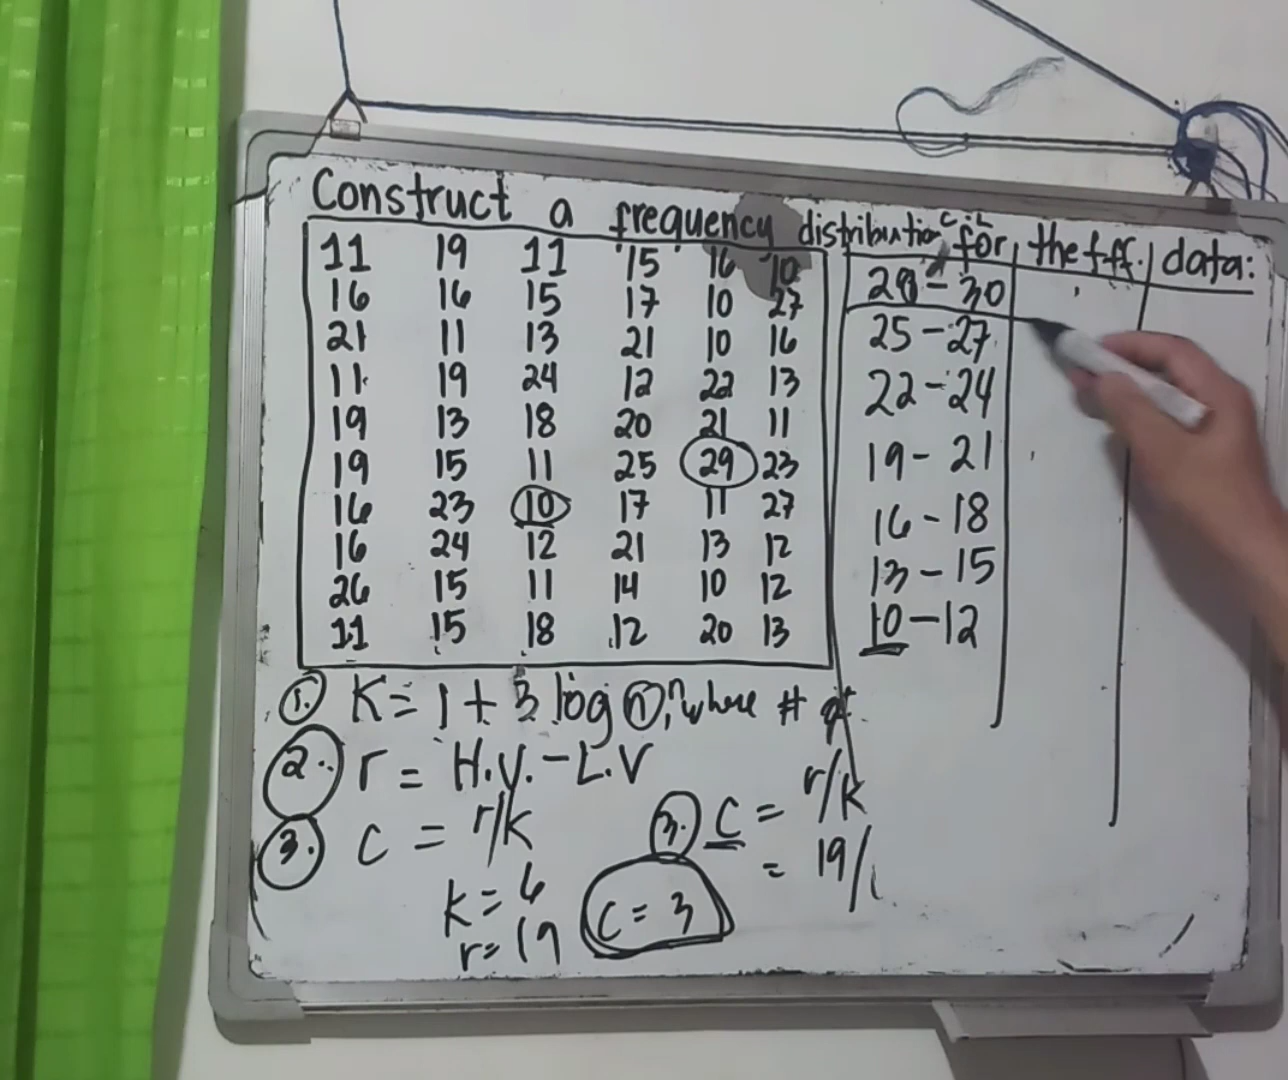 Construct a frequency distribution for the f.f. data:
11 19 11 15 16 10
16 16 15 17 10 27
21 11 13 21 10 16
11 19 24 12 22 13
19 13 18 20 21 11
19 15 11 25 29 23
16 23 10 17 11 27
16 24 12 21 13 12
26 15 11 14 10 12
11 15 18 12 20 13
1. K = 1 + 3 log n, where # of
2. r = H.V. - L.V
3. c = r/k
k = 6
r = 19
3. c = r/k
= 19/
c = 3
c.i.
28 - 30
25 - 27
22 - 24
19 - 21
16 - 18
13 - 15
10 - 12